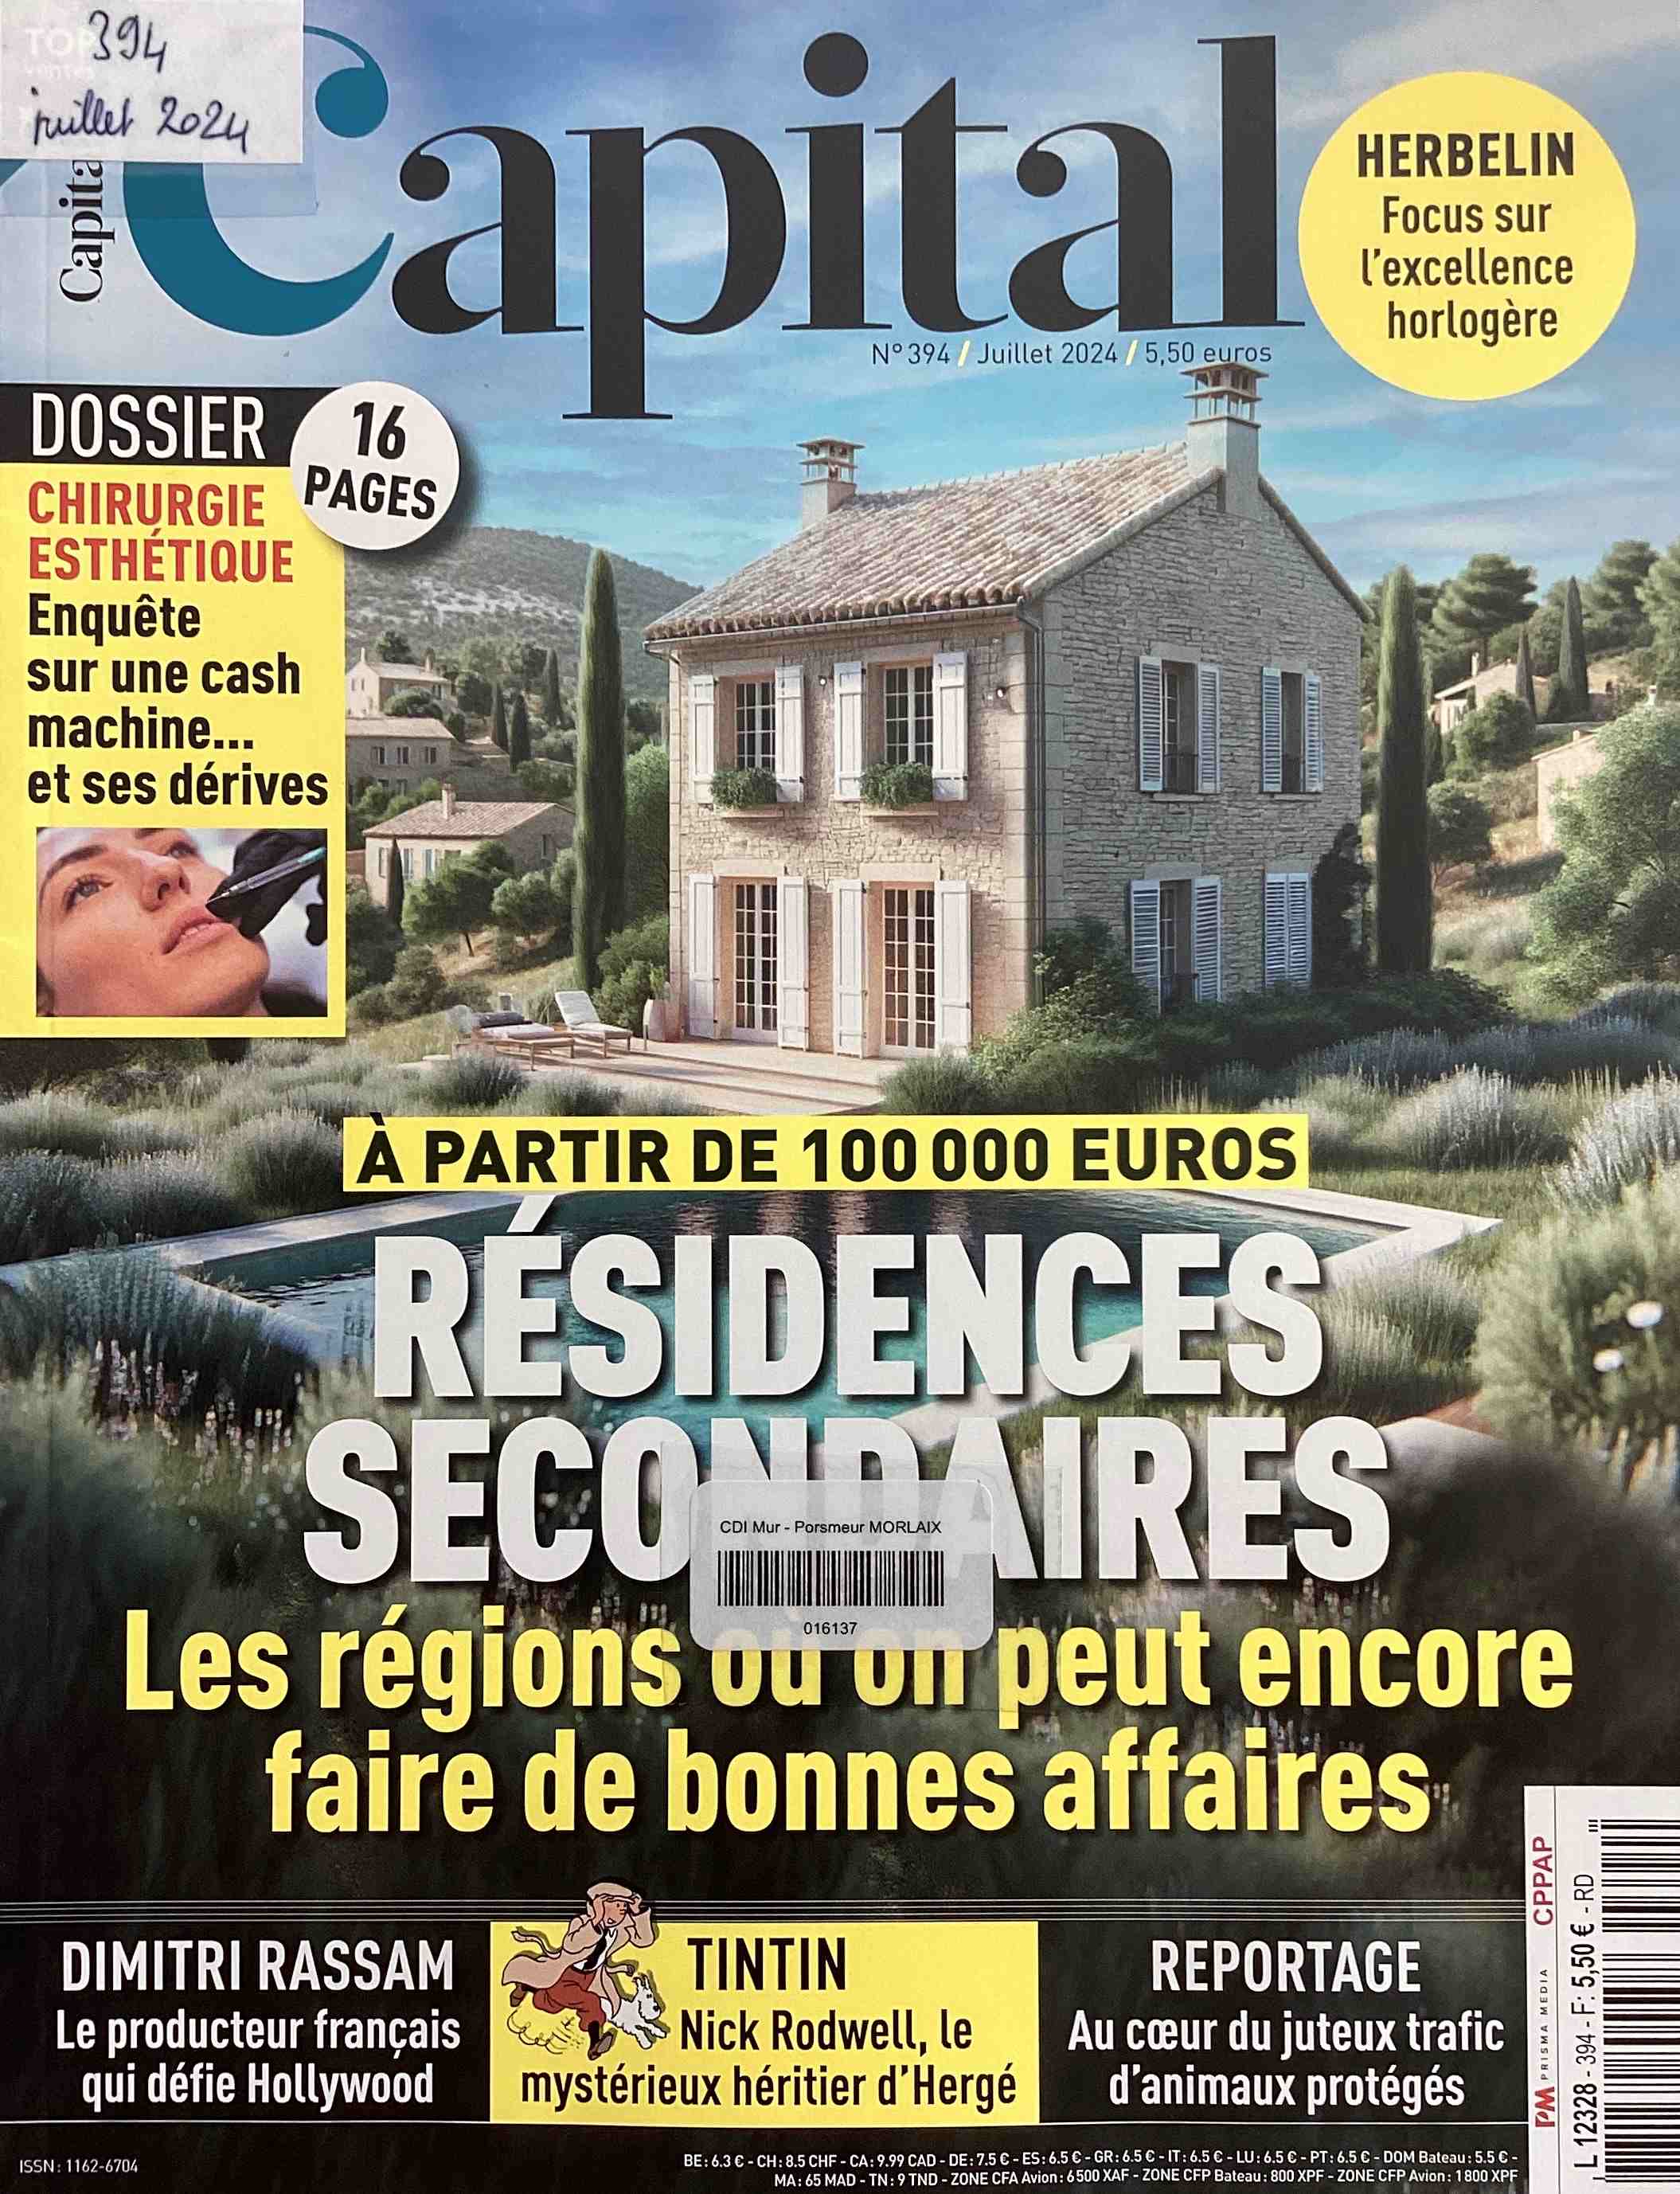 394
juillet 2024
TOP
Capital
Capital
N° 394 / Juillet 2024 / 5,50 euros
HERBELIN
Focus sur
l'excellence
horlogère
DOSSIER
16
PAGES
CHIRURGIE
ESTHÉTIQUE
Enquête
sur une cash
machine...
et ses dérives
À PARTIR DE 100 000 EUROS
RÉSIDENCES
SECONDAIRES
CDI Mur - Porsmeur MORLAIX
016137
Les régions où on peut encore
faire de bonnes affaires
DIMITRI RASSAM
Le producteur français
qui défie Hollywood
TINTIN
Nick Rodwell, le
mystérieux héritier d'Hergé
REPORTAGE
Au cœur du juteux trafic
d'animaux protégés
CPPAP
PM PRISMA MEDIA
L 12328 - 394 - F: 5,50 € - RD
ISSN : 1162-6704
BE : 6.3 € - CH : 8.5 CHF - CA : 9.99 CAD - DE : 7.5 € - ES : 6.5 € - GR : 6.5 € - IT : 6.5 € - LU : 6.5 € - PT : 6.5 € - DOM Bateau : 5.5 € -
MA : 65 MAD - TN : 9 TND - ZONE CFA Avion : 6500 XAF - ZONE CFP Bateau : 800 XPF - ZONE CFP Avion : 1800 XPF